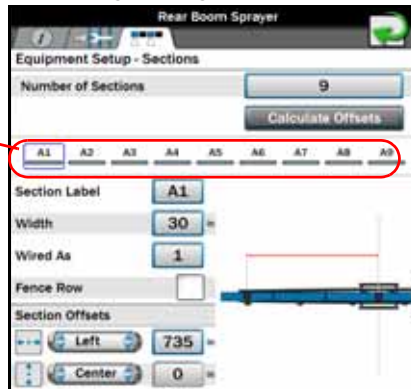 Rear Boom Sprayer
Equipment Setup - Sections
Number of Sections 9
Calculate Offsets
A1 A2 A3 A4 A5 A6 A7 A8 A9
Section Label A1
Width 30
Wired As 1
Fence Row
Section Offsets
Left 735
Center 0